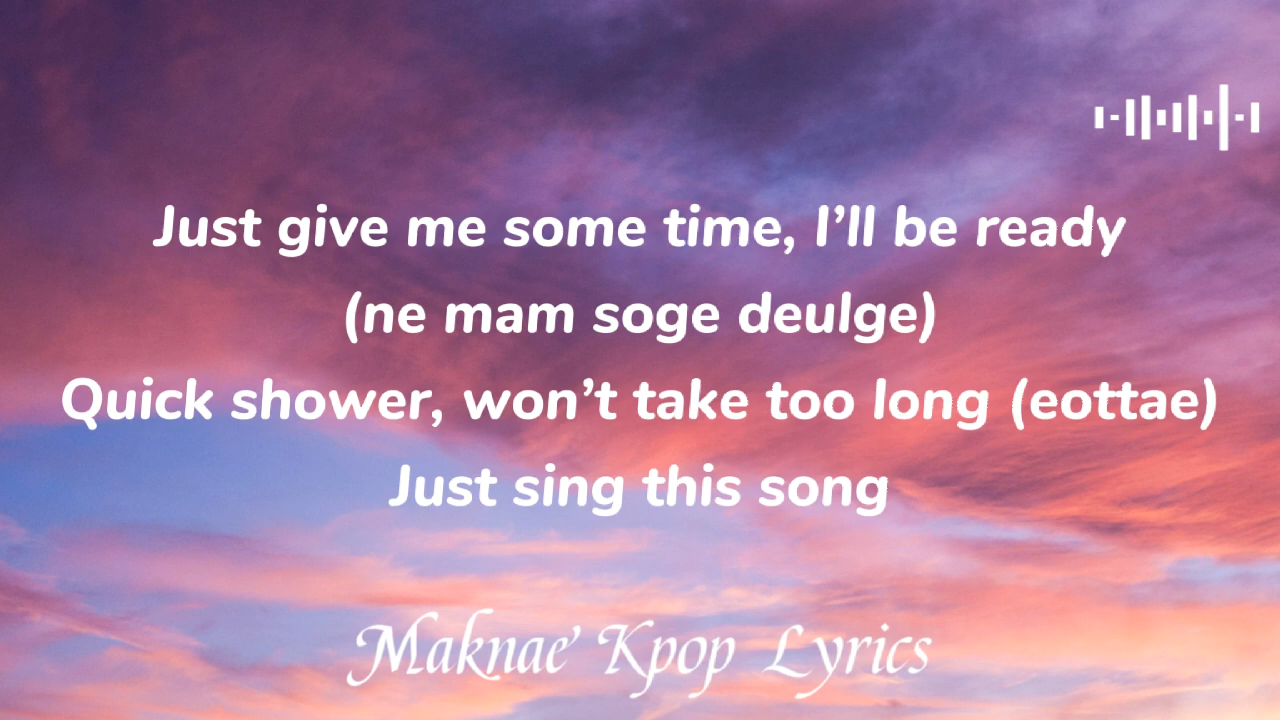 Just give me some time, I’ll be ready
(ne mam soge deulge)
Quick shower, won’t take too long (eottae)
Just sing this song
Maknae' Kpop Lyrics